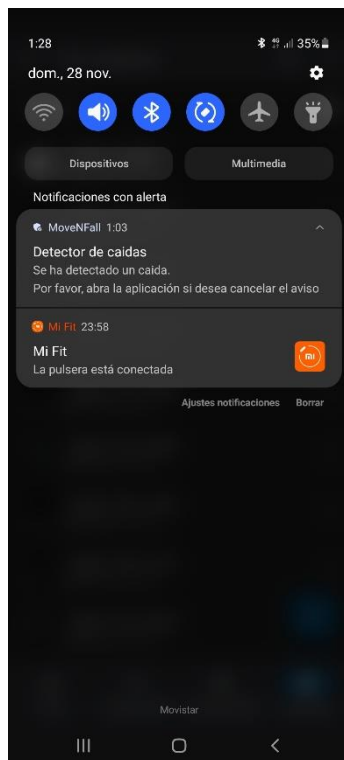 1:28
4G
35%
dom., 28 nov.
Dispositivos
Multimedia
Notificaciones con alerta
MoveNFall 1:03
Detector de caidas
Se ha detectado un caida.
Por favor, abra la aplicación si desea cancelar el aviso
Mi Fit 23:58
Mi Fit
La pulsera está conectada
mi
Ajustes notificaciones
Borrar
Movistar